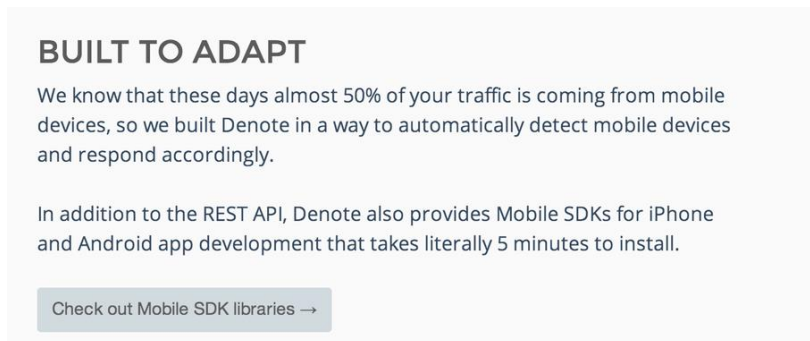 BUILT TO ADAPT
We know that these days almost 50% of your traffic is coming from mobile
devices, so we built Denote in a way to automatically detect mobile devices
and respond accordingly.
In addition to the REST API, Denote also provides Mobile SDKs for iPhone
and Android app development that takes literally 5 minutes to install.
Check out Mobile SDK libraries →